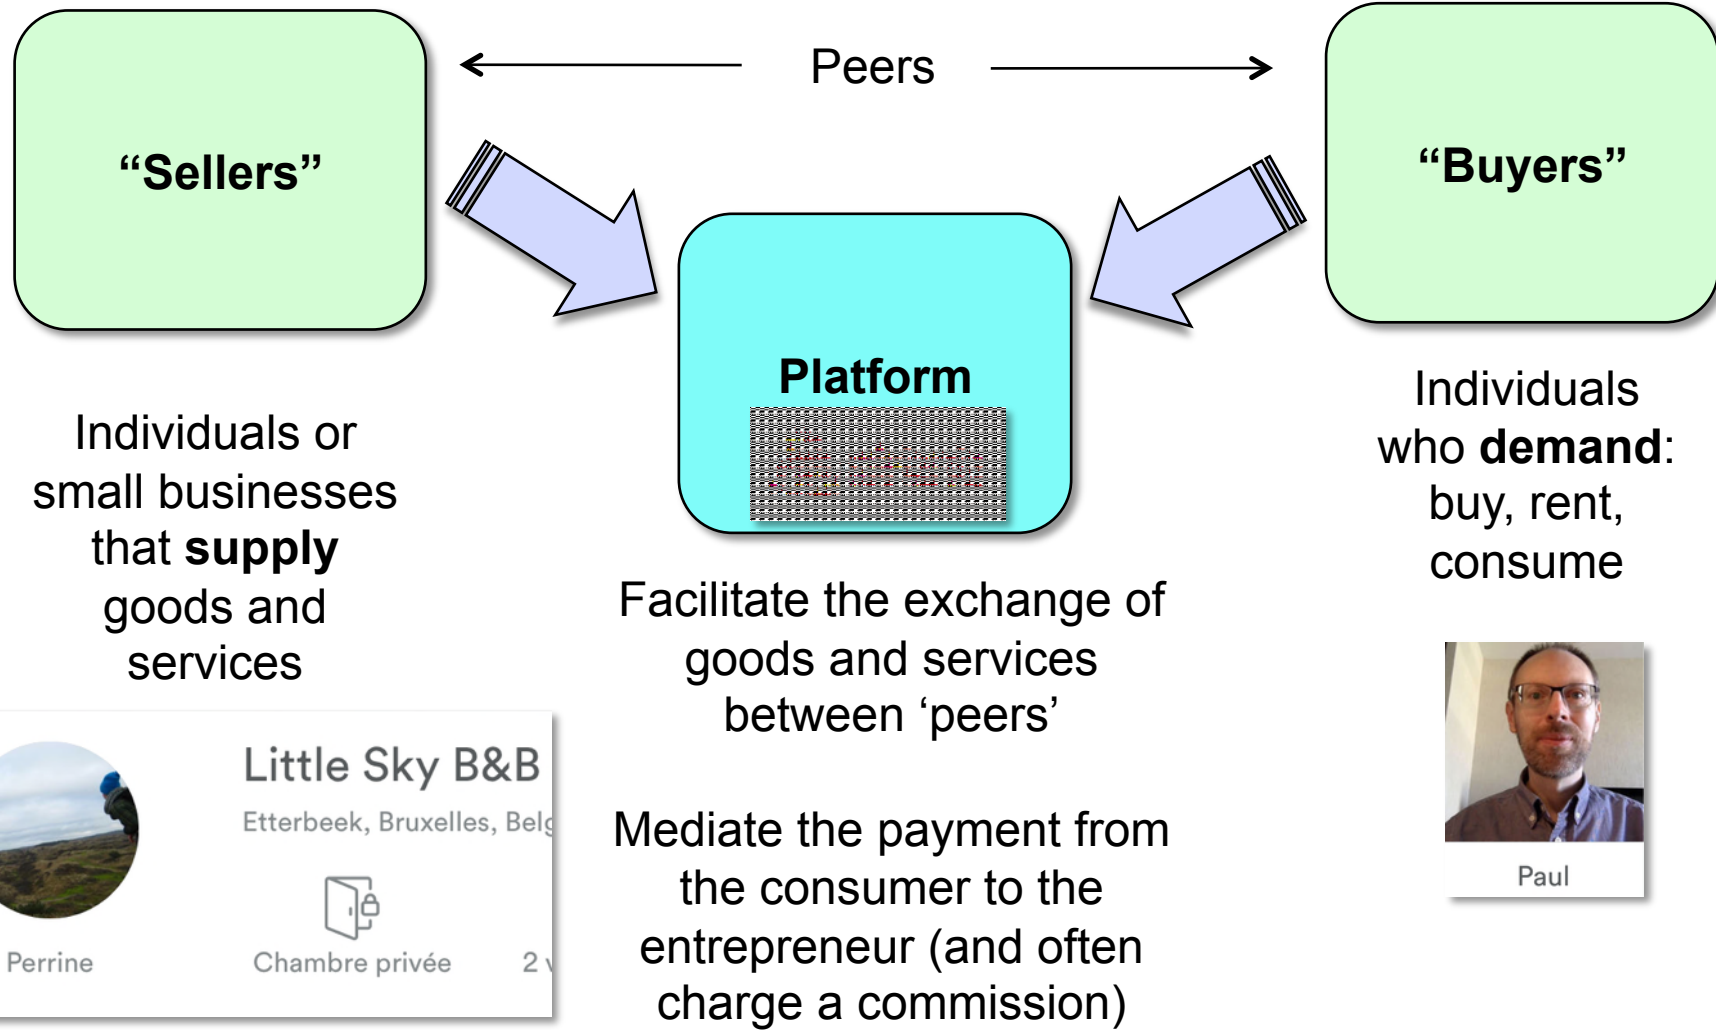 Peers
“Sellers”
“Buyers”
Platform
Individuals or
small businesses
that supply
goods and
services
Individuals
who demand:
buy, rent,
consume
Facilitate the exchange of
goods and services
between ‘peers’
Mediate the payment from
the consumer to the
entrepreneur (and often
charge a commission)
Little Sky B&B
Etterbeek, Bruxelles,
Chambre privée
2
Perrine
Paul